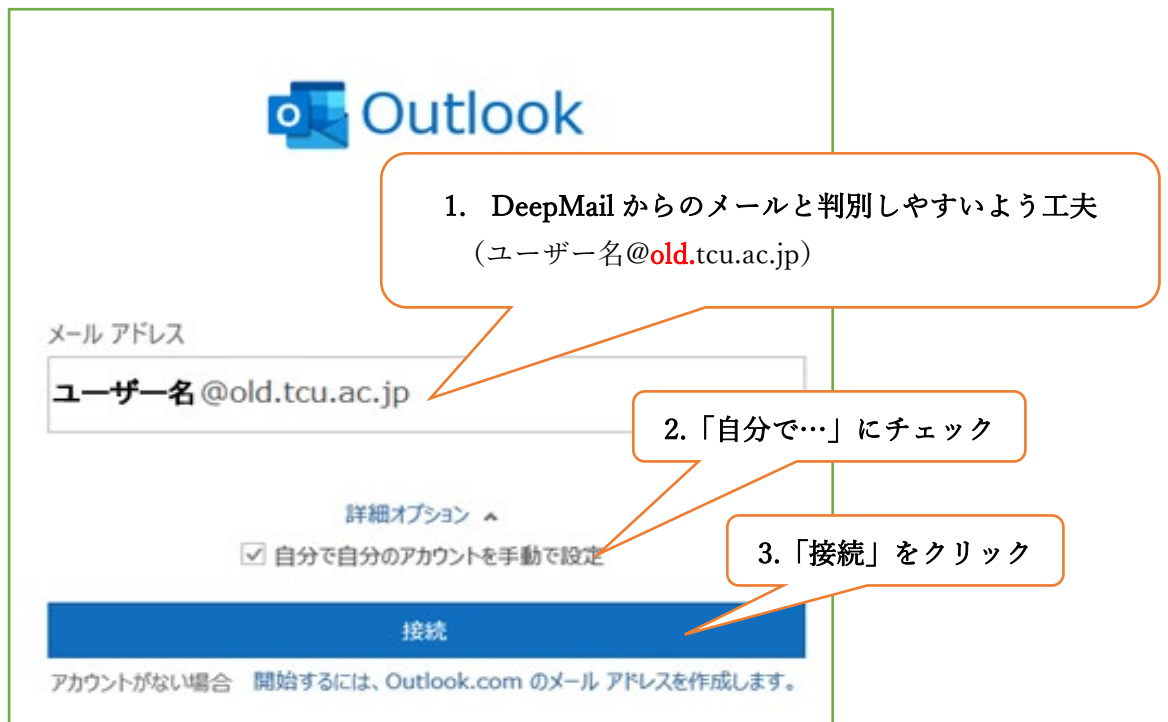 Outlook
1. DeepMail からのメールと判別しやすいよう工夫
（ユーザー名@old.tcu.ac.jp）
メール アドレス
ユーザー名@old.tcu.ac.jp
2.「自分で…」にチェック
詳細オプション
自分で自分のアカウントを手動で設定
3.「接続」をクリック
接続
アカウントがない場合 開始するには、Outlook.com のメール アドレスを作成します。